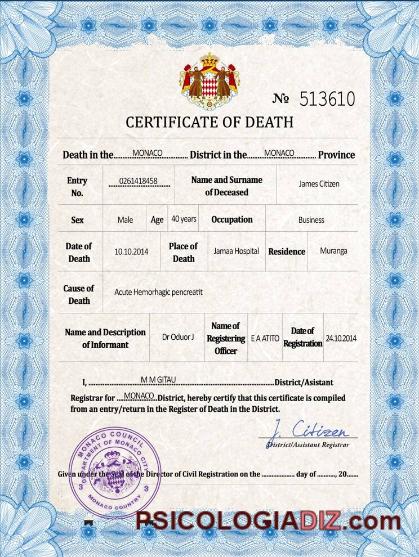 № 513610
CERTIFICATE OF DEATH
Death in the MONACO District in the MONACO Province
Entry No. 0261418458 Name and Surname of Deceased James Citizen
Sex Male Age 40 years Occupation Business
Date of Death 10.10.2014 Place of Death Jamaa Hospital Residence Muranga
Cause of Death Acute Hemorhagic pencreatit
Name and Description of Informant Dr Oduor J Name of Registering Officer E A ATITO Date of Registration 24.10.2014
I, M M GITAU District/Asistant
Registrar for MONACO District, hereby certify that this certificate is compiled
from an entry/return in the Register of Death in the District.
J. Citizen
District/Assistant Registrar
MONACO COUNCIL
DEPARTMENT OF MONACO CITY
MONACO COUNTRY
Given under the seal of the Director of Civil Registration on the ............... day of ............, 20.....
PSICOLOGIADIZ.com